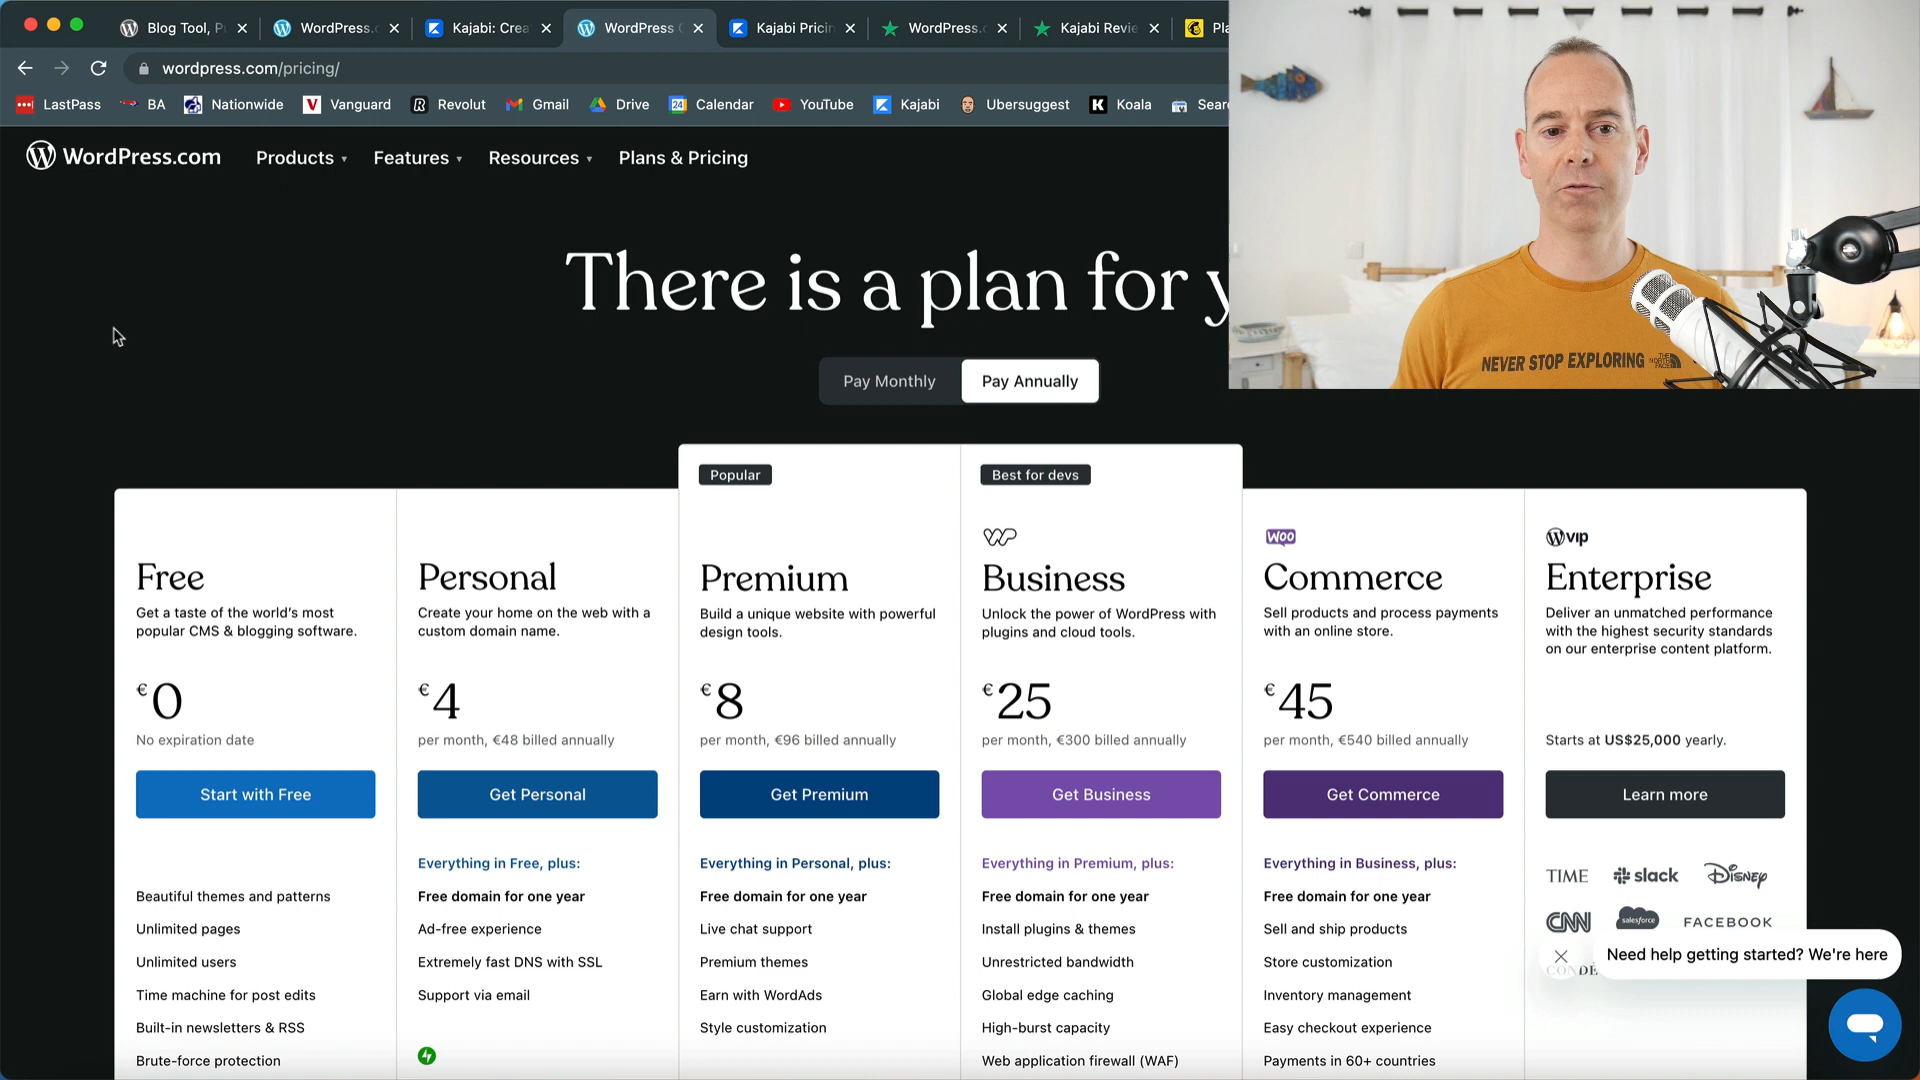 Blog Tool, P
WordPress.
Kajabi: Crea
WordPress
Kajabi Pricin
WordPress.
Kajabi Revie
Pla
wordpress.com/pricing/
LastPass
BA
Nationwide
Vanguard
Revolut
Gmail
Drive
24 Calendar
YouTube
Kajabi
Ubersuggest
Koala
Sear
WordPress.com
Products
Features
Resources
Plans & Pricing
There is a plan for y
Pay Monthly
Pay Annually
NEVER STOP EXPLORING
THE NORTH FACE
Popular
Best for devs
Free
Get a taste of the world's most
popular CMS & blogging software.
€0
No expiration date
Start with Free
Beautiful themes and patterns
Unlimited pages
Unlimited users
Time machine for post edits
Built-in newsletters & RSS
Brute-force protection
Personal
Create your home on the web with a
custom domain name.
€4
per month, €48 billed annually
Get Personal
Everything in Free, plus:
Free domain for one year
Ad-free experience
Extremely fast DNS with SSL
Support via email
Premium
Build a unique website with powerful
design tools.
€8
per month, €96 billed annually
Get Premium
Everything in Personal, plus:
Free domain for one year
Live chat support
Premium themes
Earn with WordAds
Style customization
Business
Unlock the power of WordPress with
plugins and cloud tools.
€25
per month, €300 billed annually
Get Business
Everything in Premium, plus:
Free domain for one year
Install plugins & themes
Unrestricted bandwidth
Global edge caching
High-burst capacity
Web application firewall (WAF)
Woo
Commerce
Sell products and process payments
with an online store.
€45
per month, €540 billed annually
Get Commerce
Everything in Business, plus:
Free domain for one year
Sell and ship products
Store customization
Inventory management
Easy checkout experience
Payments in 60+ countries
vip
Enterprise
Deliver an unmatched performance
with the highest security standards
on our enterprise content platform.
Starts at US$25,000 yearly.
Learn more
TIME
slack
Disney
CNN
salesforce
FACEBOOK
CONDÉ
Need help getting started? We're here